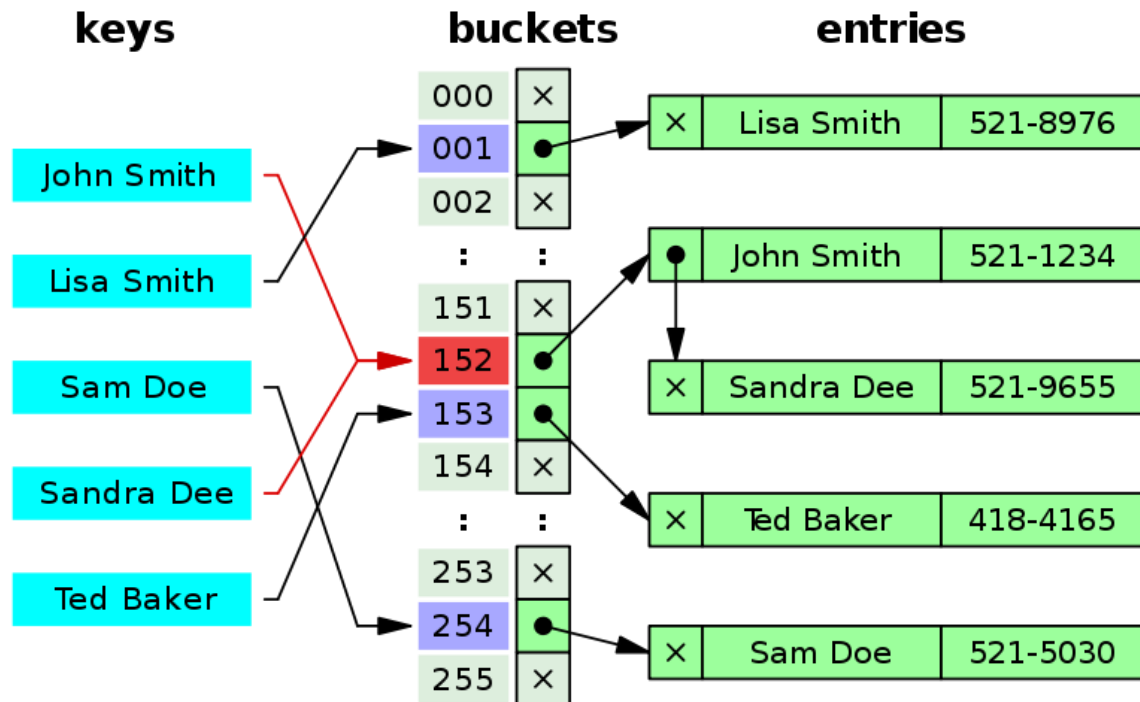 keys buckets entries
John Smith
Lisa Smith
Sam Doe
Sandra Dee
Ted Baker
000 ×
001
002 ×
: :
151 ×
152
153
154 ×
: :
253 ×
254
255 ×
× Lisa Smith 521-8976
John Smith 521-1234
× Sandra Dee 521-9655
× Ted Baker 418-4165
× Sam Doe 521-5030